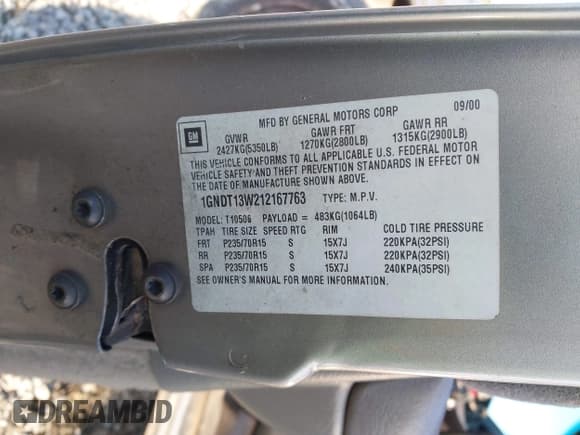 GM
MFD BY GENERAL MOTORS CORP 09/00
GVWR GAWR FRT GAWR RR
2427KG(5350LB) 1270KG(2800LB) 1315KG(2900LB)
THIS VEHICLE CONFORMS TO ALL APPLICABLE U.S. FEDERAL MOTOR
VEHICLE SAFETY AND THEFT PREVENTION STANDARDS IN EFFECT ON
THE DATE OF MANUFACTURE SHOWN ABOVE.
1GNDT13W212167763 TYPE: M.P.V.
MODEL: T10506 PAYLOAD = 483KG(1064LB)
TPAH TIRE SIZE SPEED RTG RIM COLD TIRE PRESSURE
FRT P235/70R15 S 15X7J 220KPA(32PSI)
RR P235/70R15 S 15X7J 220KPA(32PSI)
SPA P235/70R15 S 15X7J 240KPA(35PSI)
SEE OWNER'S MANUAL FOR MORE INFORMATION.
DREAMBID